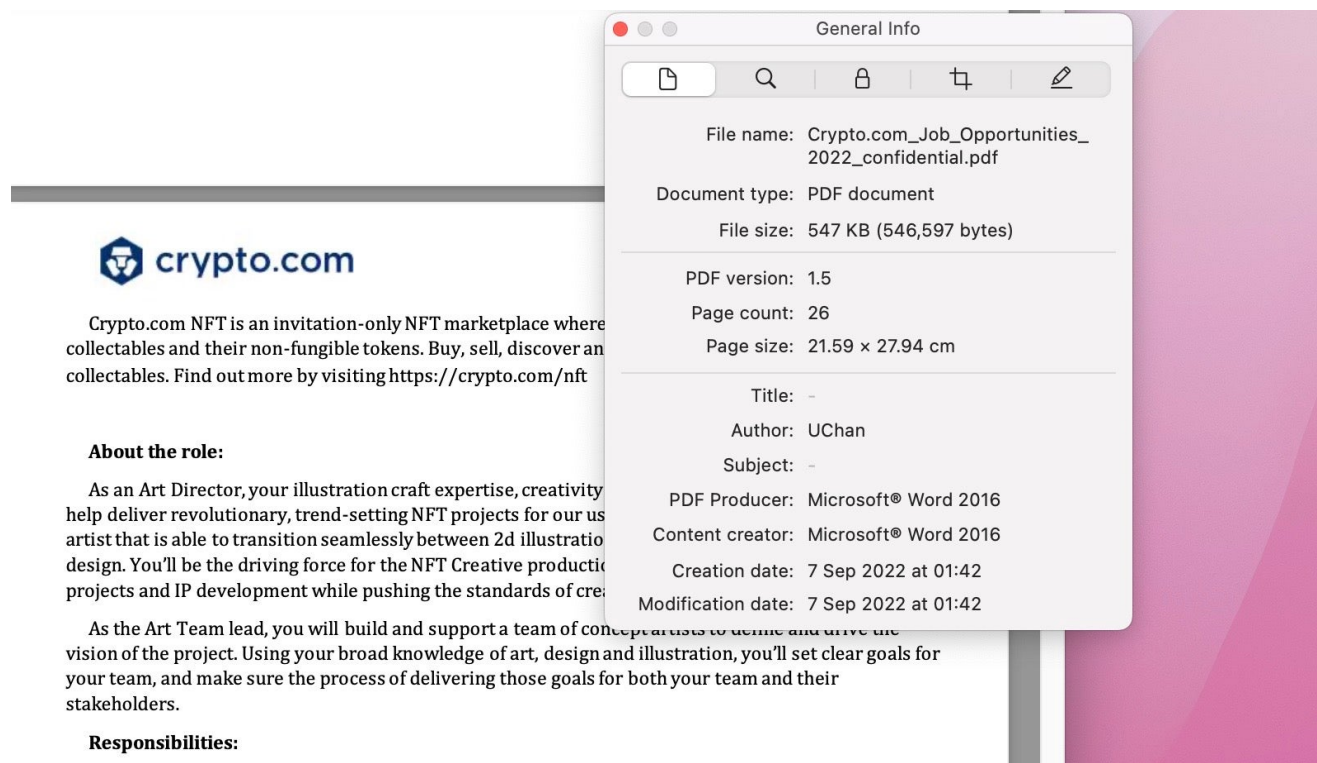 General Info
File name: Crypto.com_Job_Opportunities_
2022_confidential.pdf
Document type: PDF document
File size: 547 KB (546,597 bytes)
PDF version: 1.5
Page count: 26
Page size: 21.59 × 27.94 cm
Title: -
Author: UChan
Subject: -
PDF Producer: Microsoft® Word 2016
Content creator: Microsoft® Word 2016
Creation date: 7 Sep 2022 at 01:42
Modification date: 7 Sep 2022 at 01:42
crypto.com
Crypto.com NFT is an invitation-only NFT marketplace where
collectables and their non-fungible tokens. Buy, sell, discover an
collectables. Find out more by visiting https://crypto.com/nft
About the role:
As an Art Director, your illustration craft expertise, creativity
help deliver revolutionary, trend-setting NFT projects for our us
artist that is able to transition seamlessly between 2d illustratio
design. You'll be the driving force for the NFT Creative productio
projects and IP development while pushing the standards of crea
As the Art Team lead, you will build and support a team of concept artists to define and drive the
vision of the project. Using your broad knowledge of art, design and illustration, you'll set clear goals for
your team, and make sure the process of delivering those goals for both your team and their
stakeholders.
Responsibilities: